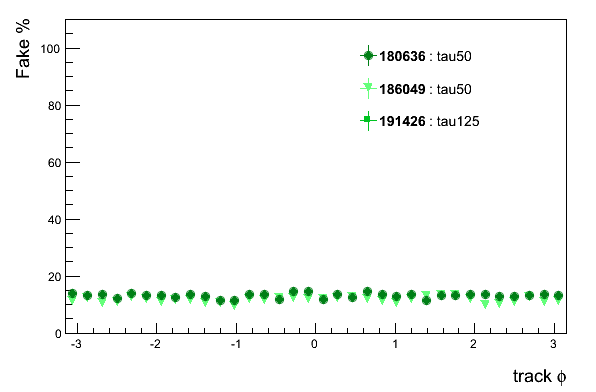 Fake %
100
180636 : tau50
186049 : tau50
191426 : tau125
80
60
40
20
0
-3 -2 -1 0 1 2 3
track ϕ